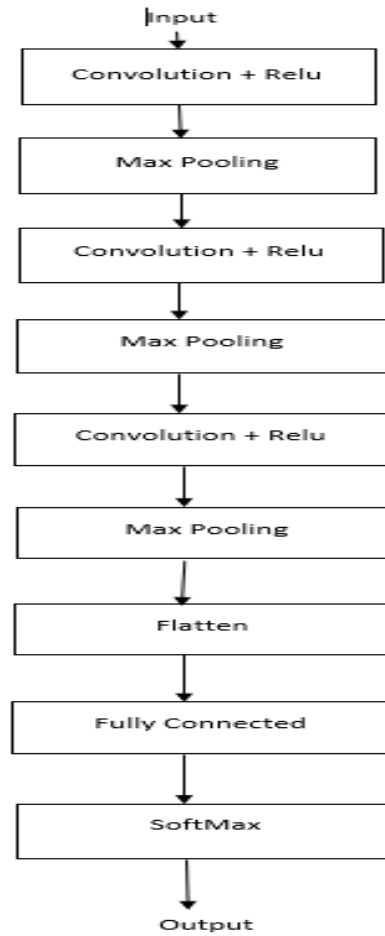 Input
Convolution + Relu
Max Pooling
Convolution + Relu
Max Pooling
Convolution + Relu
Max Pooling
Flatten
Fully Connected
SoftMax
Output